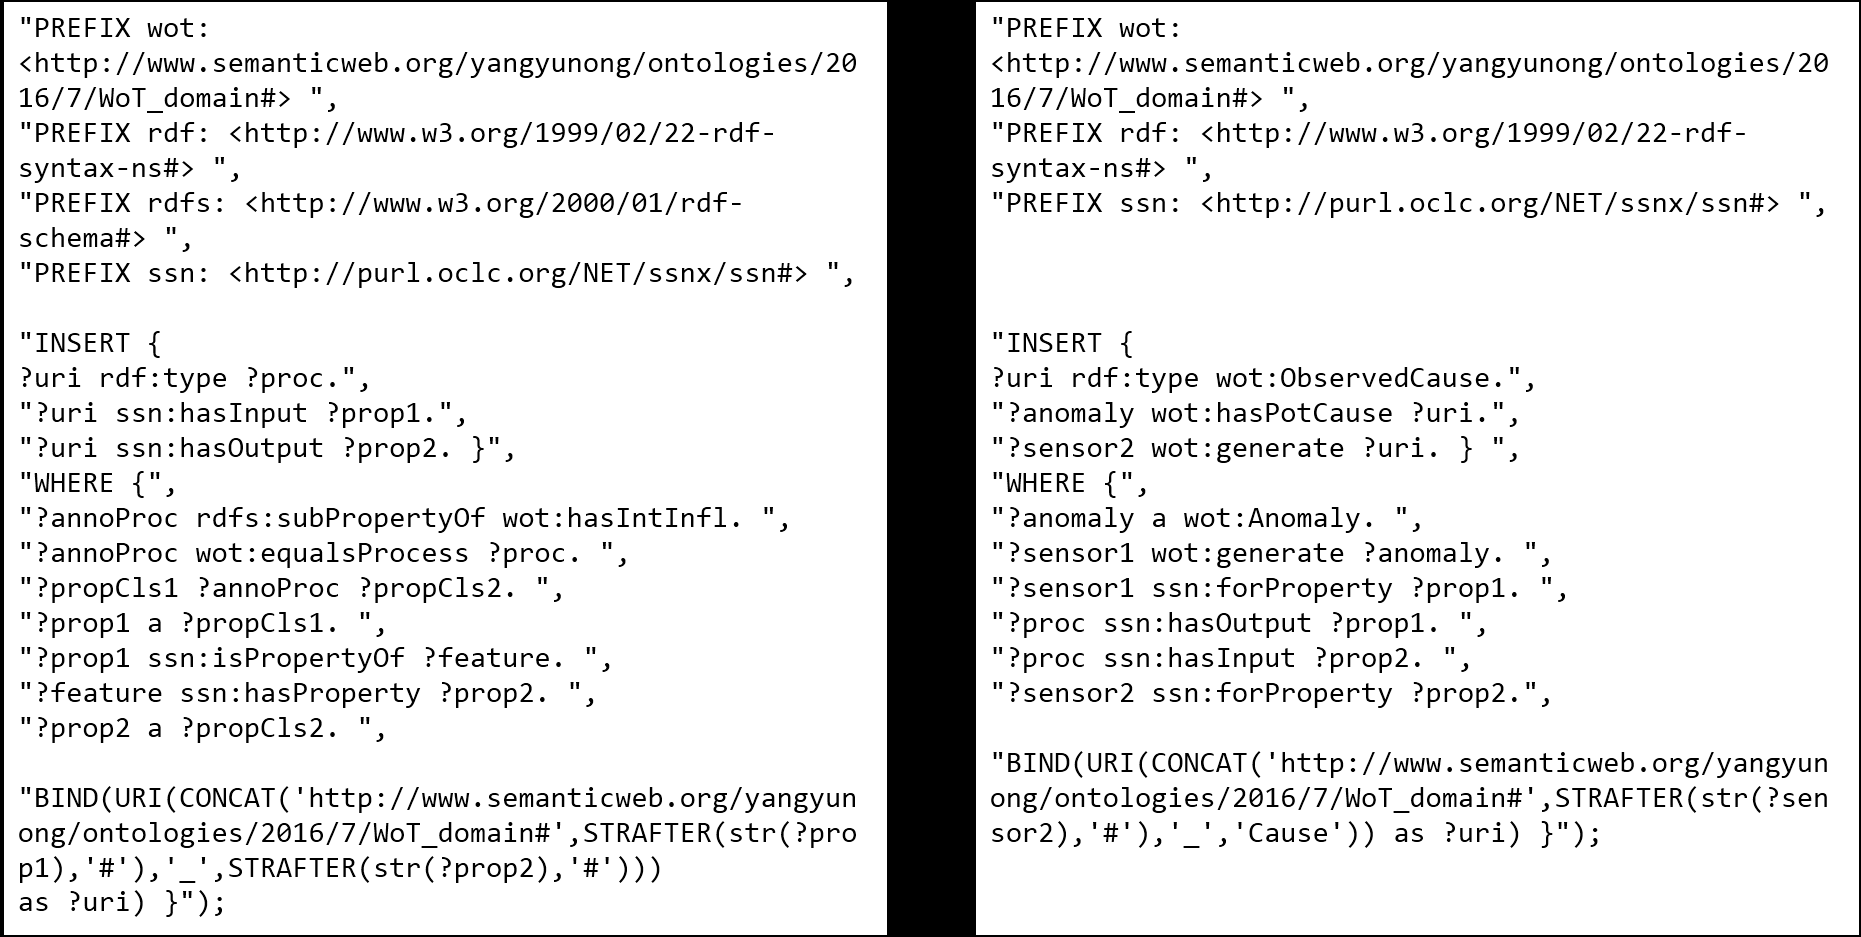 "PREFIX wot:
<http://www.semanticweb.org/yangyunong/ontologies/20
16/7/WoT_domain#> ",
"PREFIX rdf: <http://www.w3.org/1999/02/22-rdf-
syntax-ns#> ",
"PREFIX rdfs: <http://www.w3.org/2000/01/rdf-
schema#> ",
"PREFIX ssn: <http://purl.oclc.org/NET/ssnx/ssn#> ",
"INSERT {
?uri rdf:type ?proc.",
"?uri ssn:hasInput ?prop1.",
"?uri ssn:hasOutput ?prop2. }",
"WHERE {",
"?annoProc rdfs:subPropertyOf wot:hasIntInfl. ",
"?annoProc wot:equalsProcess ?proc. ",
"?propCls1 ?annoProc ?propCls2. ",
"?prop1 a ?propCls1. ",
"?prop1 ssn:isPropertyOf ?feature. ",
"?feature ssn:hasProperty ?prop2. ",
"?prop2 a ?propCls2. ",
"BIND(URI(CONCAT('http://www.semanticweb.org/yangyun
ong/ontologies/2016/7/WoT_domain#',STRAFTER(str(?pro
p1),'#'),'_',STRAFTER(str(?prop2),'#')))
as ?uri) }");
"PREFIX wot:
<http://www.semanticweb.org/yangyunong/ontologies/20
16/7/WoT_domain#> ",
"PREFIX rdf: <http://www.w3.org/1999/02/22-rdf-
syntax-ns#> ",
"PREFIX ssn: <http://purl.oclc.org/NET/ssnx/ssn#> ",
"INSERT {
?uri rdf:type wot:ObservedCause.",
"?anomaly wot:hasPotCause ?uri.",
"?sensor2 wot:generate ?uri. } ",
"WHERE {",
"?anomaly a wot:Anomaly. ",
"?sensor1 wot:generate ?anomaly. ",
"?sensor1 ssn:forProperty ?prop1. ",
"?proc ssn:hasOutput ?prop1. ",
"?proc ssn:hasInput ?prop2. ",
"?sensor2 ssn:forProperty ?prop2.",
"BIND(URI(CONCAT('http://www.semanticweb.org/yangyun
ong/ontologies/2016/7/WoT_domain#',STRAFTER(str(?sen
sor2),'#'),'_','Cause')) as ?uri) }");